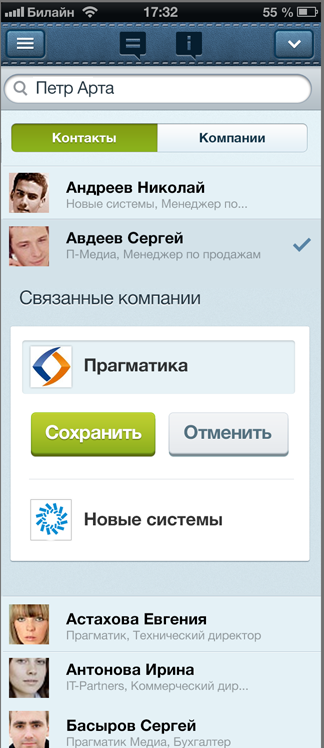 Билайн 17:32 55 %
Петр Арта
Контакты Компании
Андреев Николай
Новые системы, Менеджер по...
Авдеев Сергей
П-Медиа, Менеджер по продажам
Связанные компании
Прагматика
Сохранить Отменить
Новые системы
Астахова Евгения
Прагматик, Технический директор
Антонова Ирина
IT-Partners, Коммерческий дир...
Басыров Сергей
Прагматик Медиа, Бухгалтер